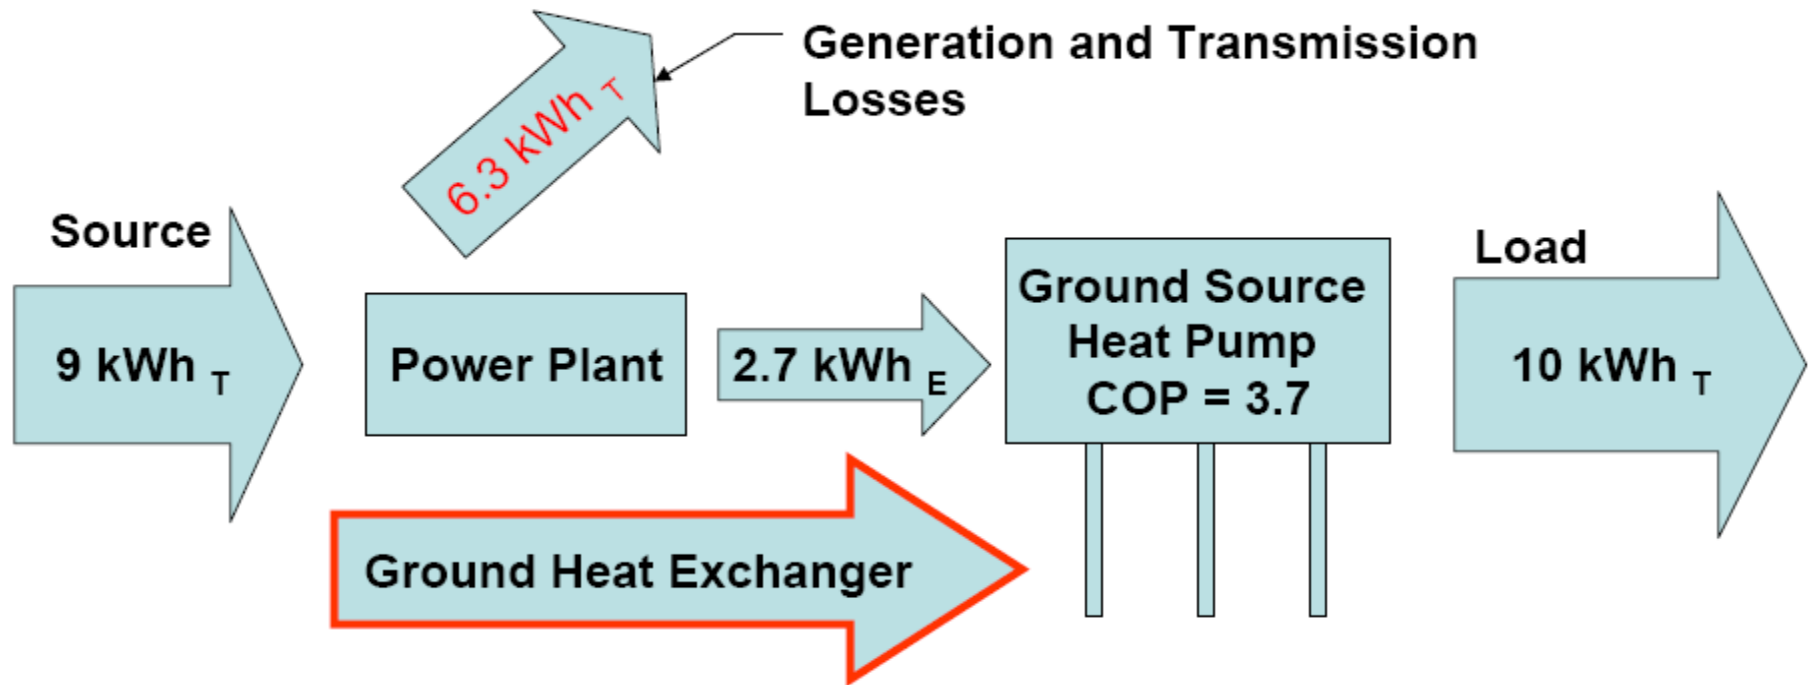 Generation and Transmission
Losses
6.3 kWh T
Source
9 kWh T
Power Plant
2.7 kWh E
Ground Source
Heat Pump
COP = 3.7
Load
10 kWh T
Ground Heat Exchanger